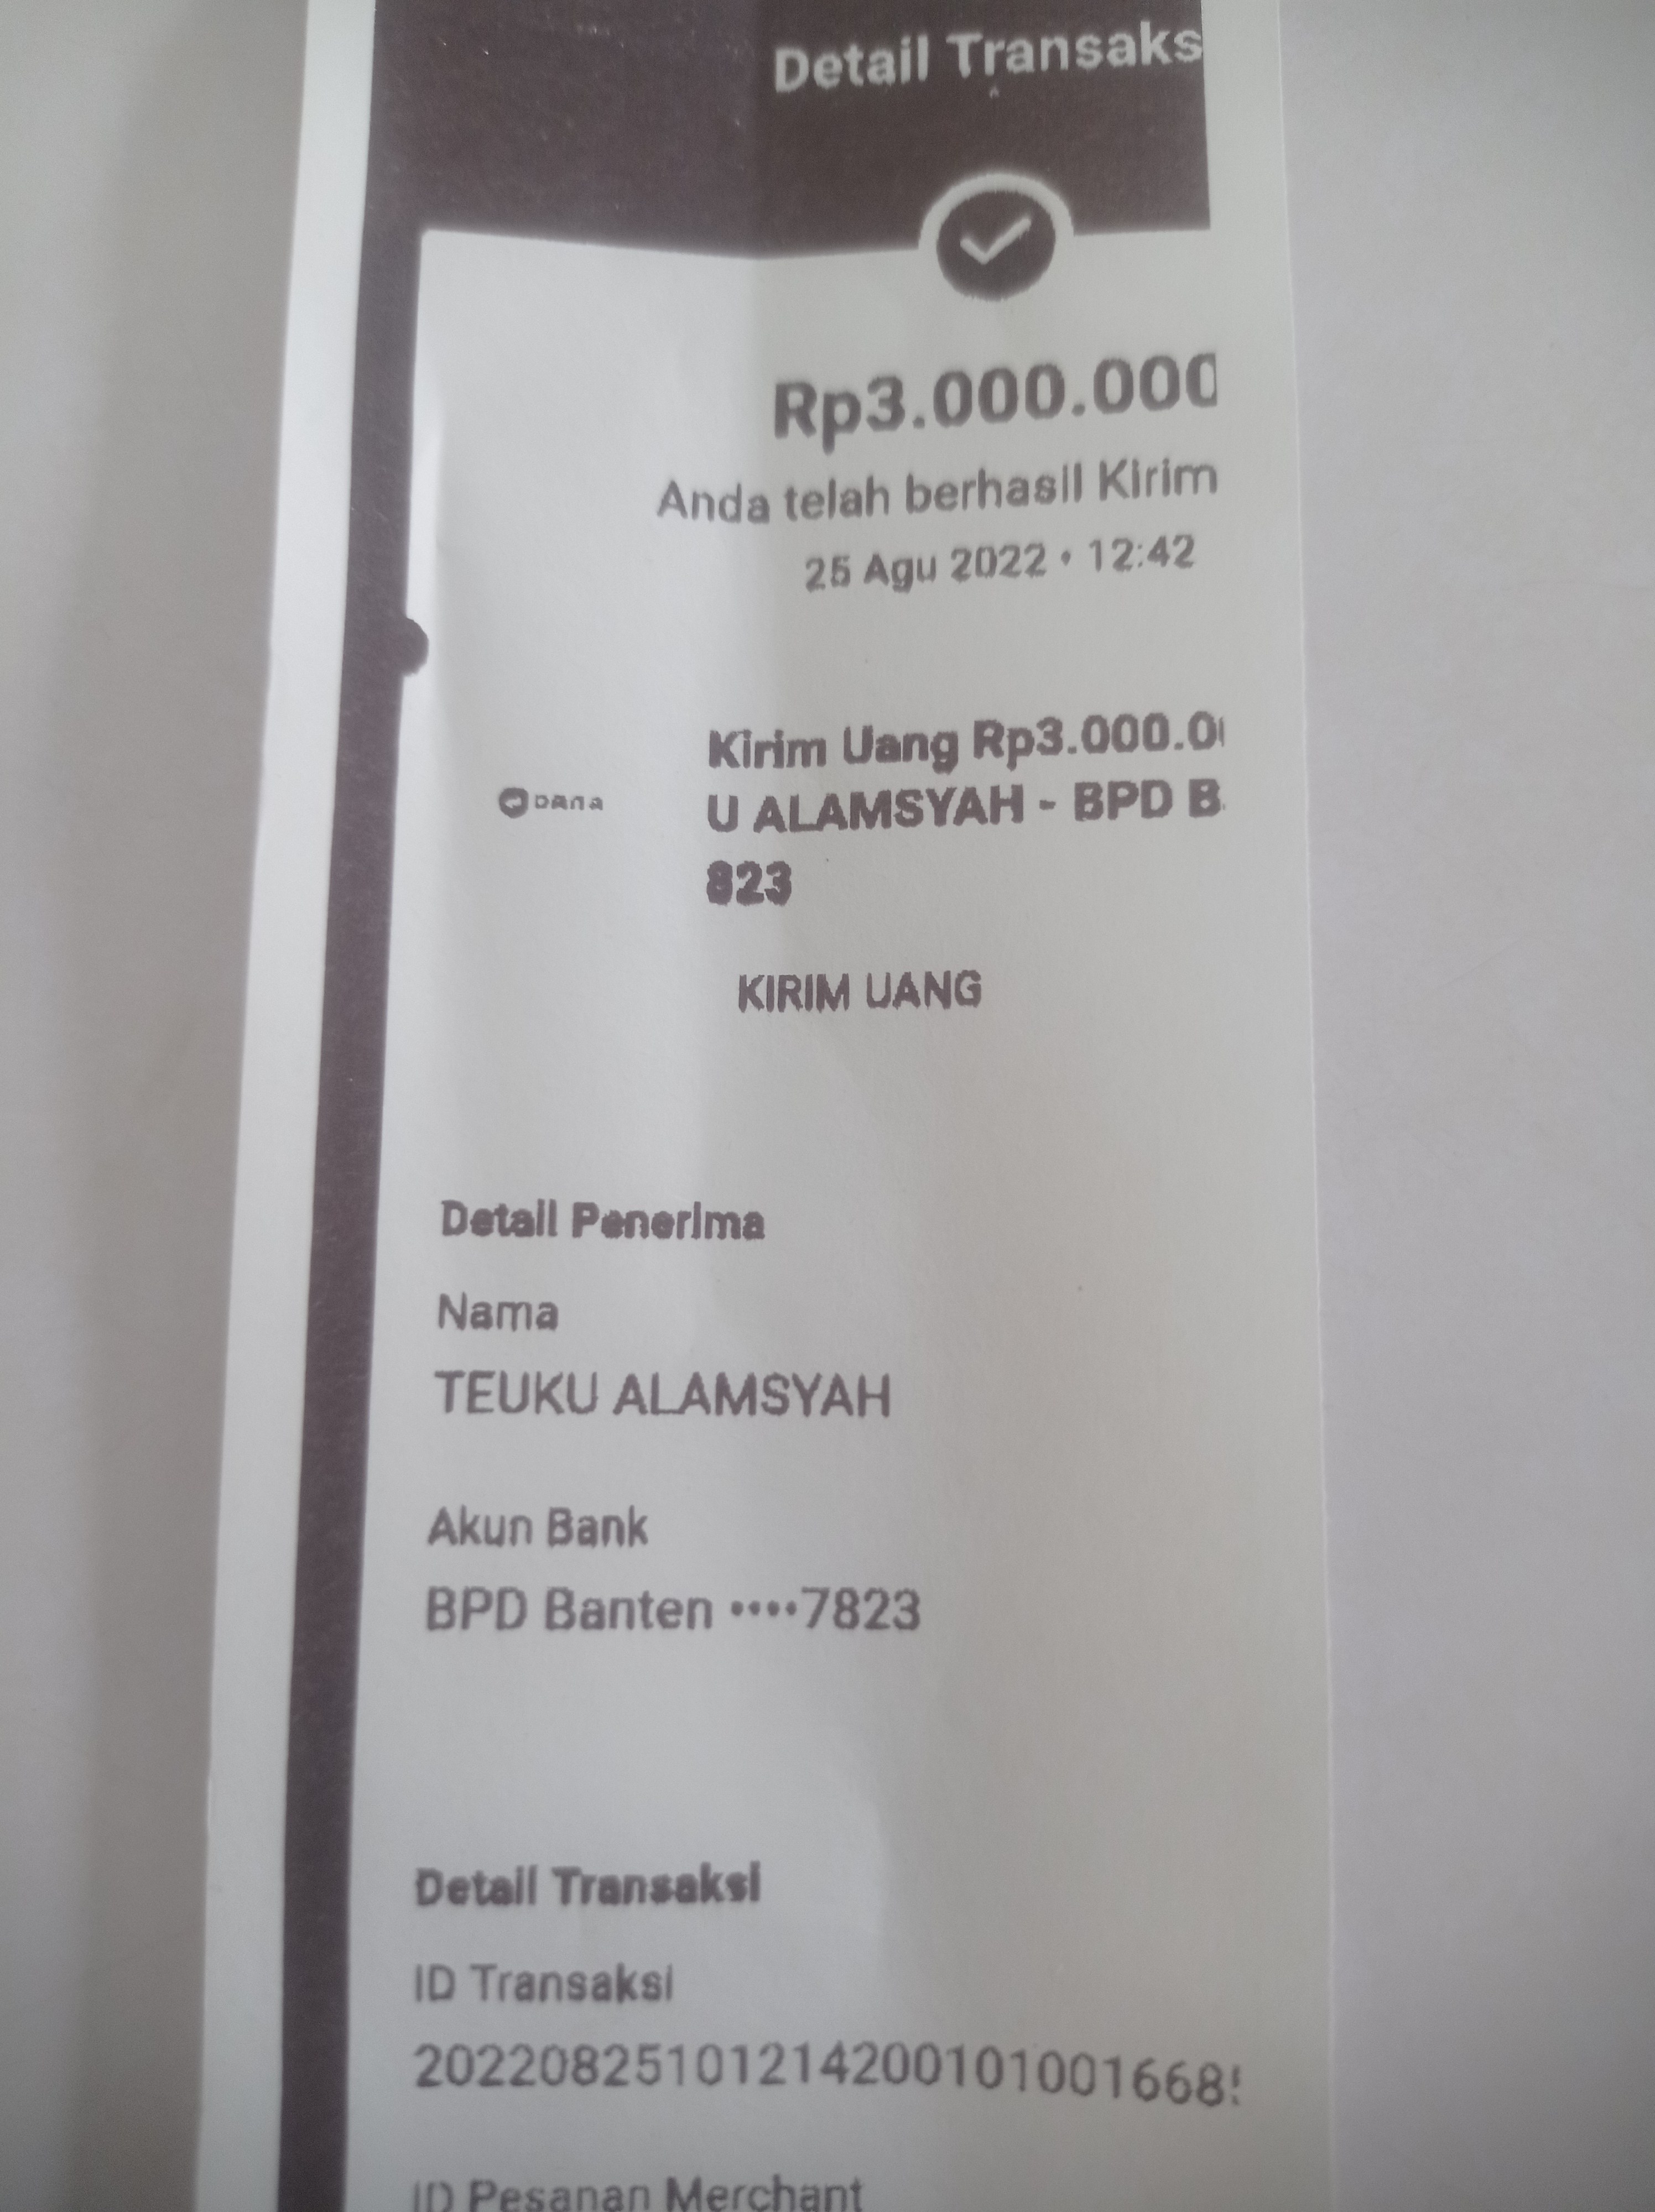 Detail Transaks
Rp3.000.000
Anda telah berhasil Kirim
25 Agu 2022 • 12:42
Kirim Uang Rp3.000.0
DANA
U ALAMSYAH - BPD B
823
KIRIM UANG
Detail Penerima
Nama
TEUKU ALAMSYAH
Akun Bank
BPD Banten ••••7823
Detail Transaksi
ID Transaksi
202208251012142001010016685
ID Pesanan Merchant